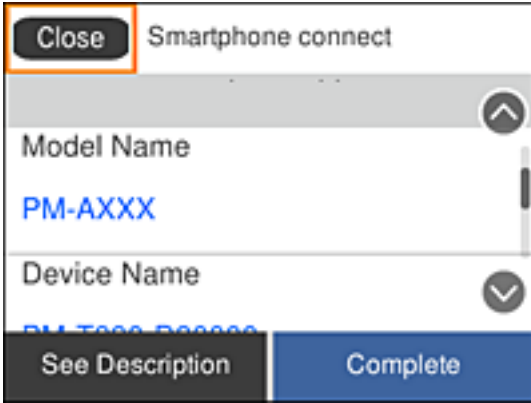 Close
Smartphone connect
Model Name
PM-AXXX
Device Name
See Description
Complete